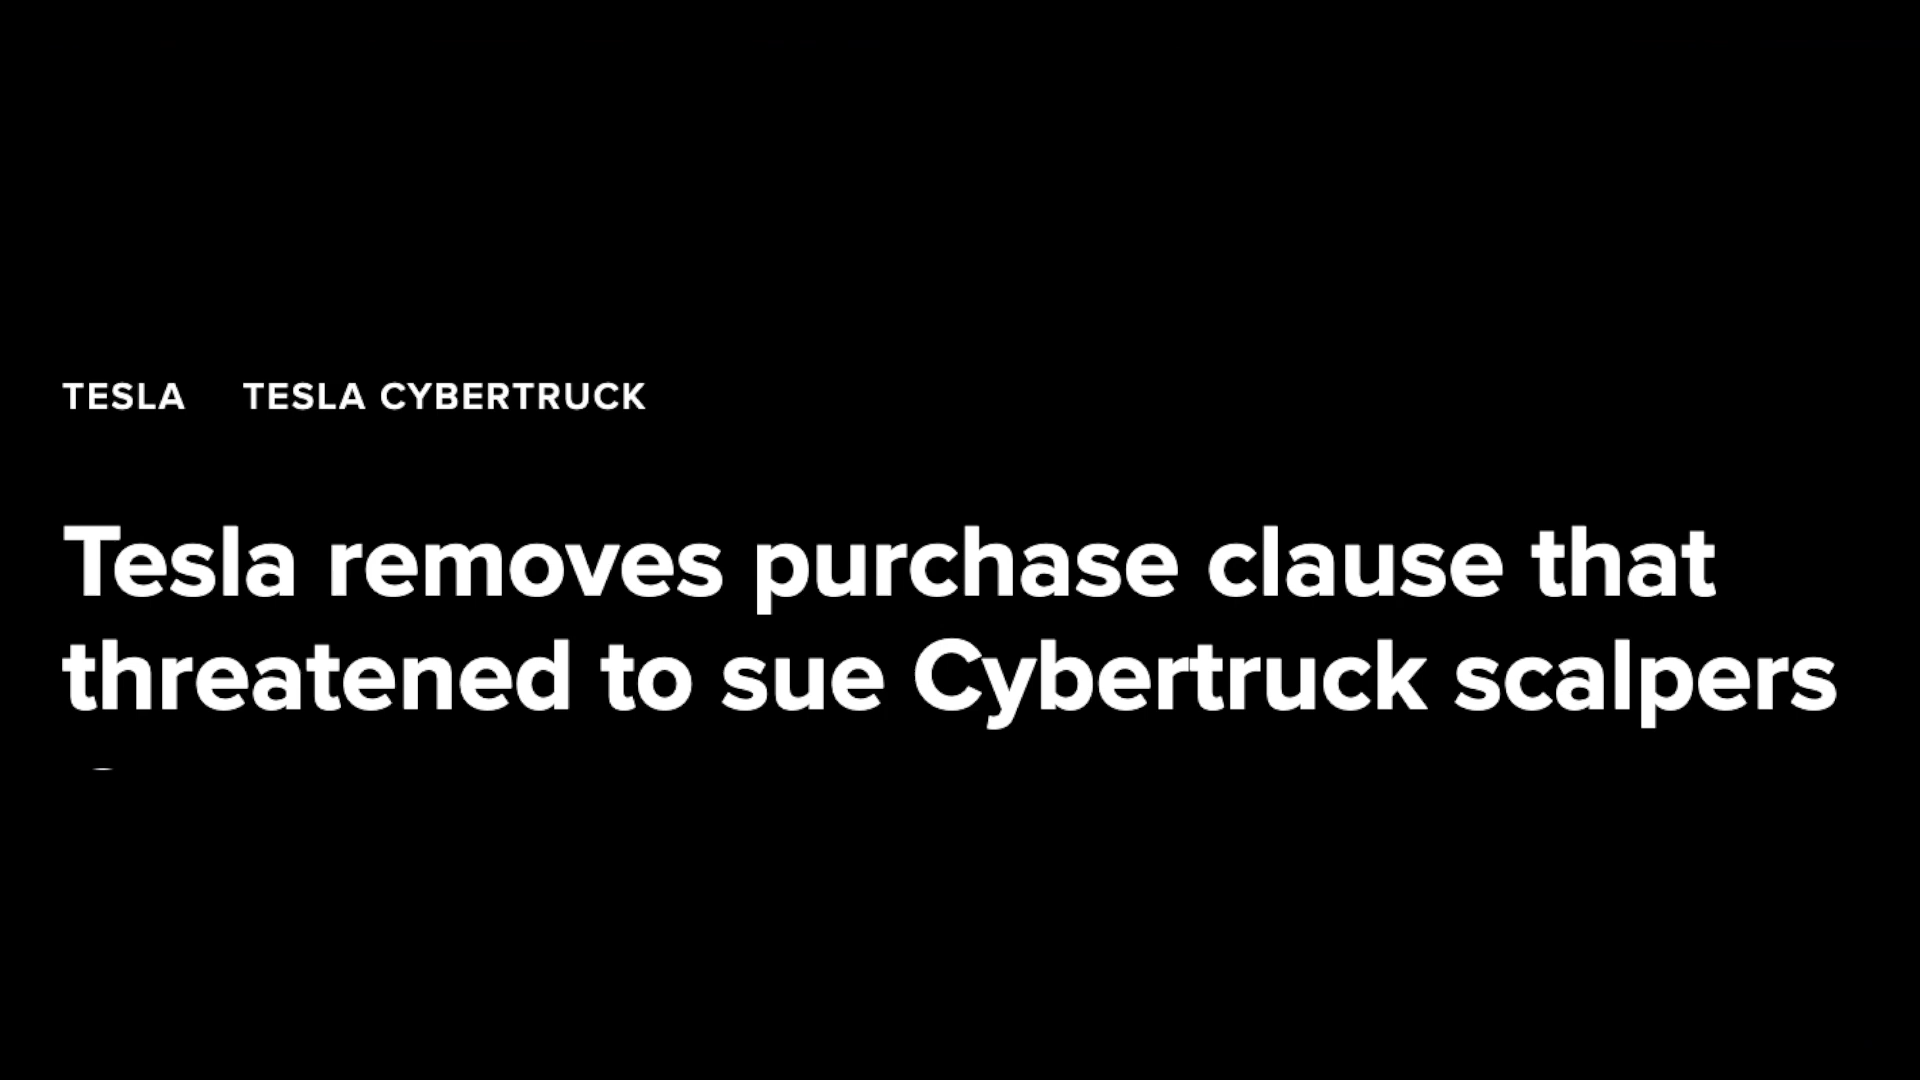 TESLA TESLA CYBERTRUCK
Tesla removes purchase clause that
threatened to sue Cybertruck scalpers